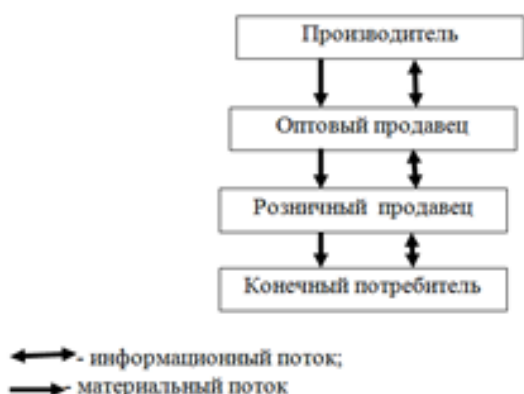 Производитель
Оптовый продавец
Розничный продавец
Конечный потребитель
- информационный поток;
- материальный поток